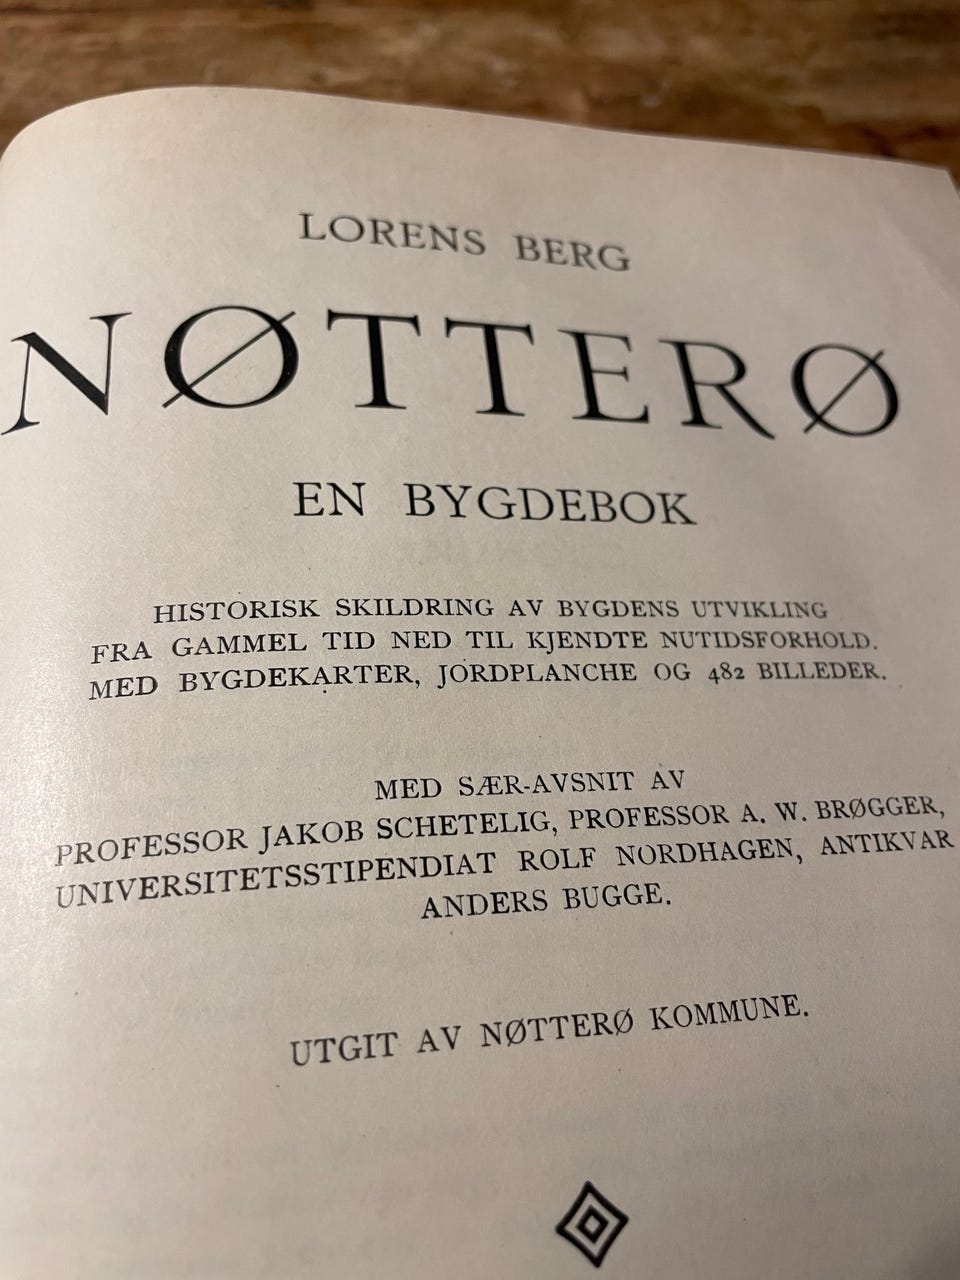 LORENS BERG
NØTTERØ
EN BYGDEBOK
HISTORISK SKILDRING AV BYGDENS UTVIKLING
FRA GAMMEL TID NED TIL KJENDTE NUTIDSFORHOLD.
MED BYGDEKARTER, JORDPLANCHE OG 482 BILLEDER.
MED SÆR-AVSNIT AV
PROFESSOR JAKOB SCHETELIG, PROFESSOR A. W. BRØGGER,
UNIVERSITETSSTIPENDIAT ROLF NORDHAGEN, ANTIKVAR
ANDERS BUGGE.
UTGIT AV NØTTERØ KOMMUNE.